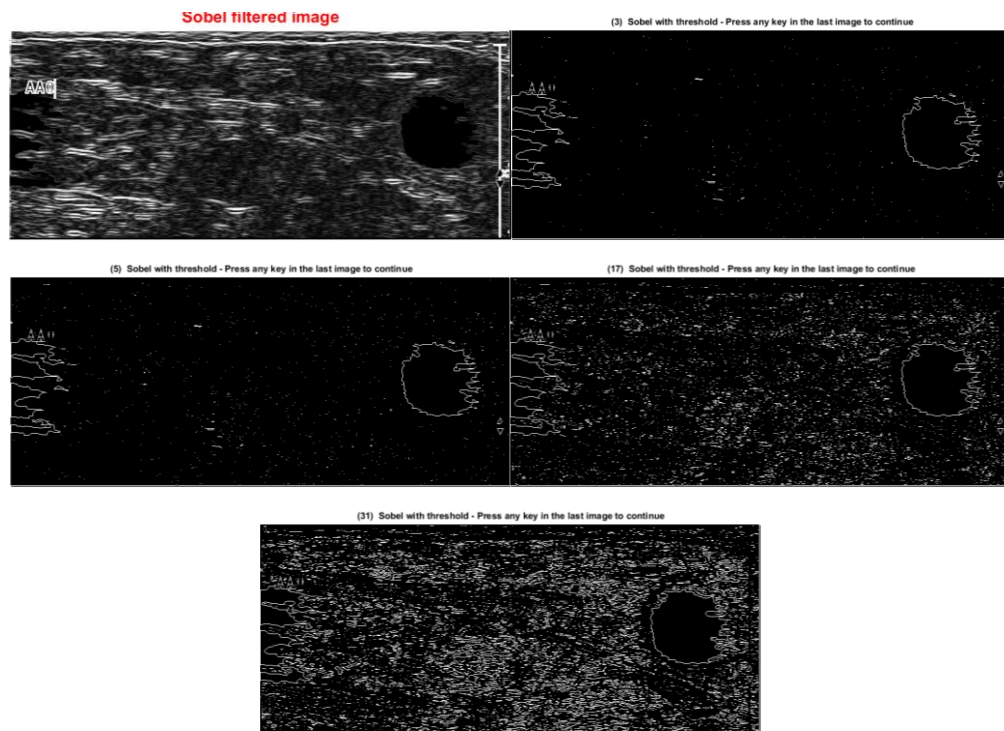 Sobel filtered image
(3) Sobel with threshold - Press any key in the last image to continue
(5) Sobel with threshold - Press any key in the last image to continue
(17) Sobel with threshold - Press any key in the last image to continue
(31) Sobel with threshold - Press any key in the last image to continue